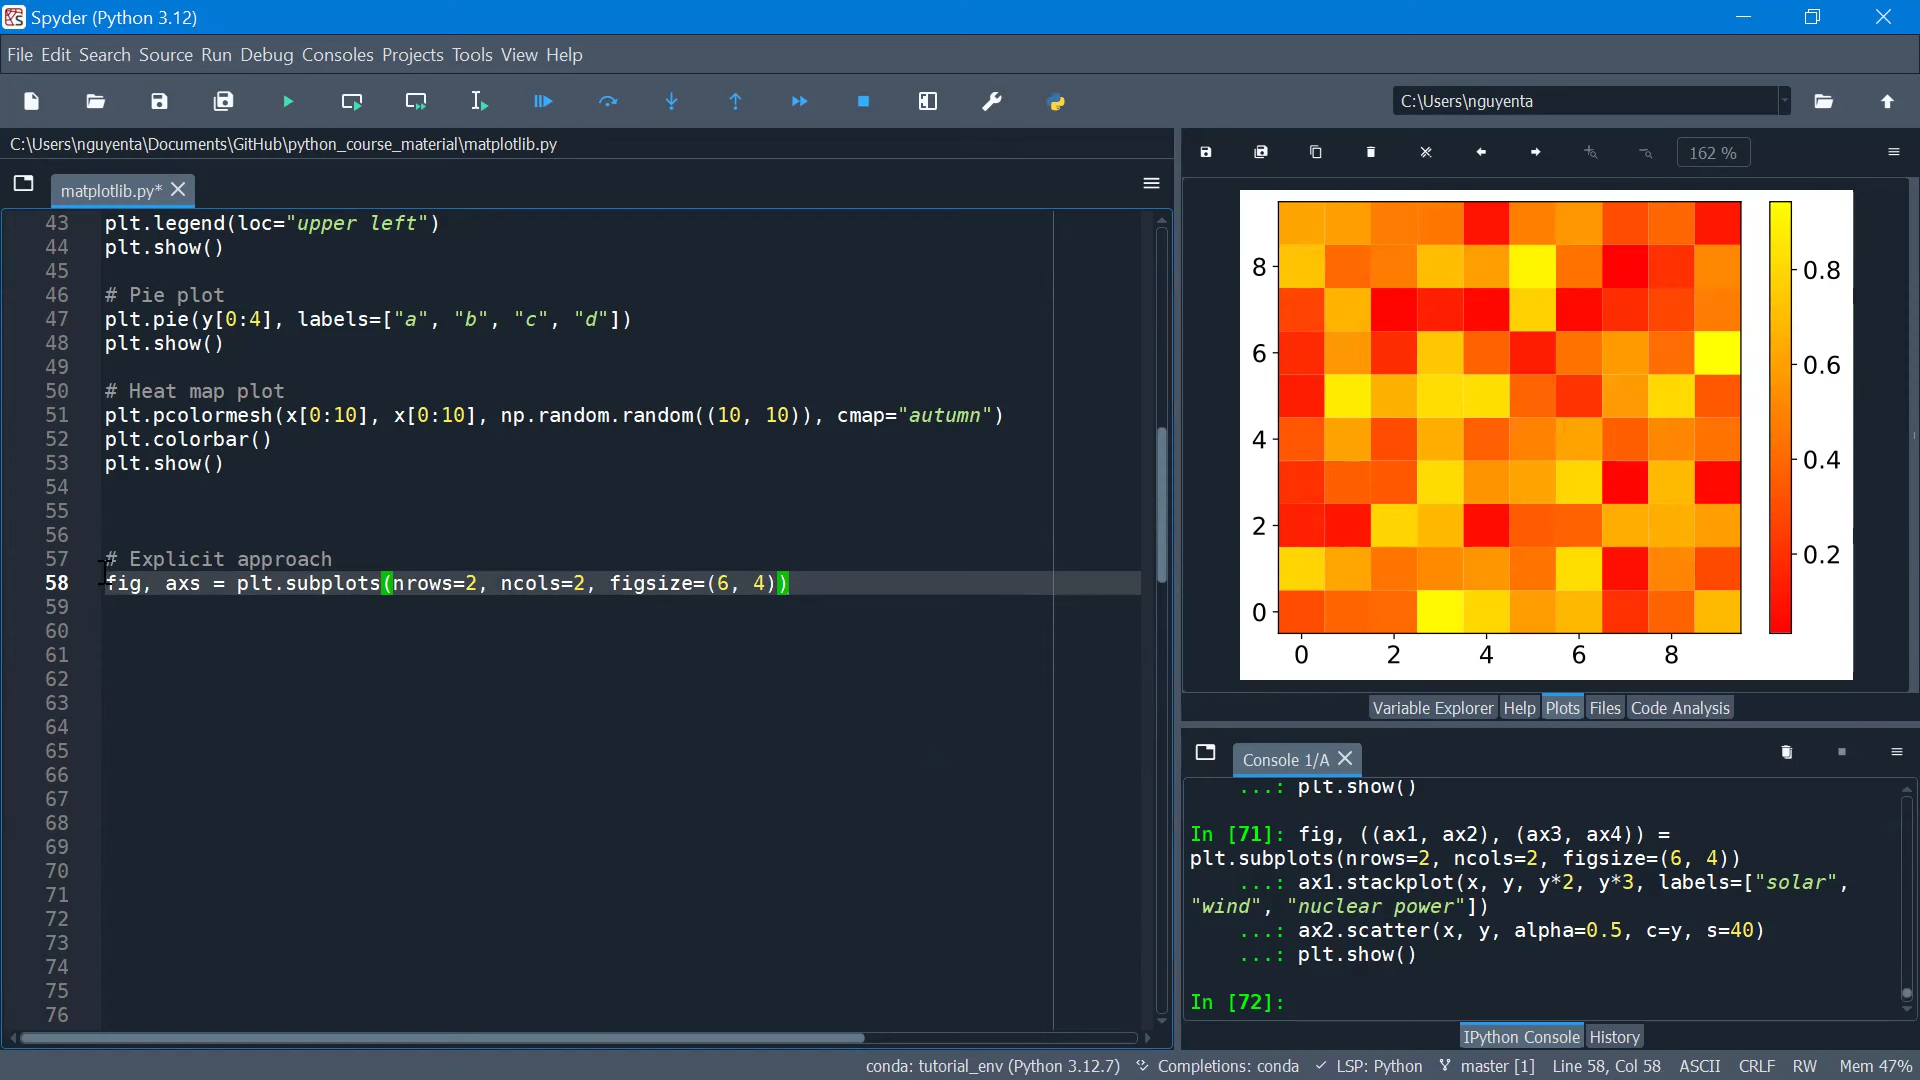 Spyder (Python 3.12)
File Edit Search Source Run Debug Consoles Projects Tools View Help
C:\Users\nguyenta
C:\Users\nguyenta\Documents\GitHub\python_course_material\matplotlib.py
162 %
matplotlib.py*
43 plt.legend(loc="upper left")
44 plt.show()
45
46 # Pie plot
47 plt.pie(y[0:4], labels=["a", "b", "c", "d"])
48 plt.show()
49
50 # Heat map plot
51 plt.pcolormesh(x[0:10], x[0:10], np.random.random((10, 10)), cmap="autumn")
52 plt.colorbar()
53 plt.show()
54
55
56
57 # Explicit approach
58 fig, axs = plt.subplots(nrows=2, ncols=2, figsize=(6, 4))
59
60
61
62
63
64
65
66
67
68
69
70
71
72
73
74
75
76
8
6
4
2
0
0 2 4 6 8
0.8
0.6
0.4
0.2
Variable Explorer Help Plots Files Code Analysis
Console 1/A
...: plt.show()
In [71]: fig, ((ax1, ax2), (ax3, ax4)) =
plt.subplots(nrows=2, ncols=2, figsize=(6, 4))
...: ax1.stackplot(x, y, y*2, y*3, labels=["solar",
"wind", "nuclear power"])
...: ax2.scatter(x, y, alpha=0.5, c=y, s=40)
...: plt.show()
In [72]:
IPython Console History
conda: tutorial_env (Python 3.12.7) Completions: conda LSP: Python master [1] Line 58, Col 58 ASCII CRLF RW Mem 47%